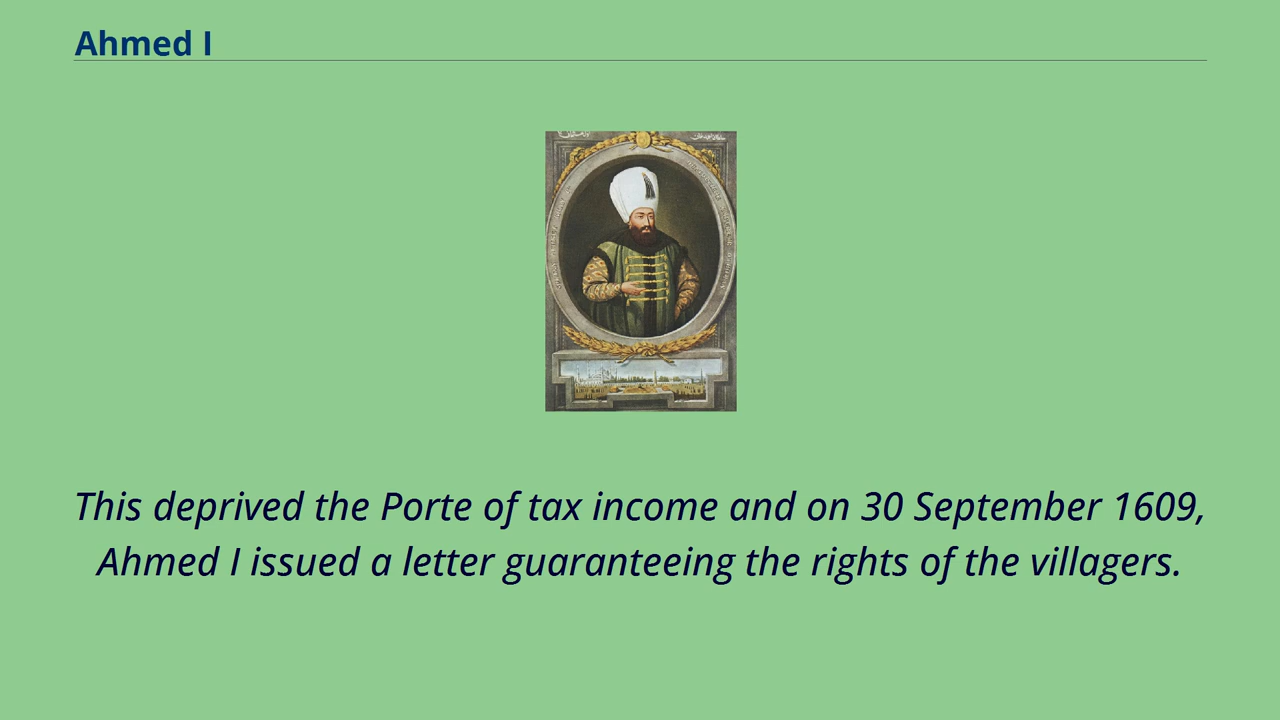 Ahmed I
This deprived the Porte of tax income and on 30 September 1609,
Ahmed I issued a letter guaranteeing the rights of the villagers.